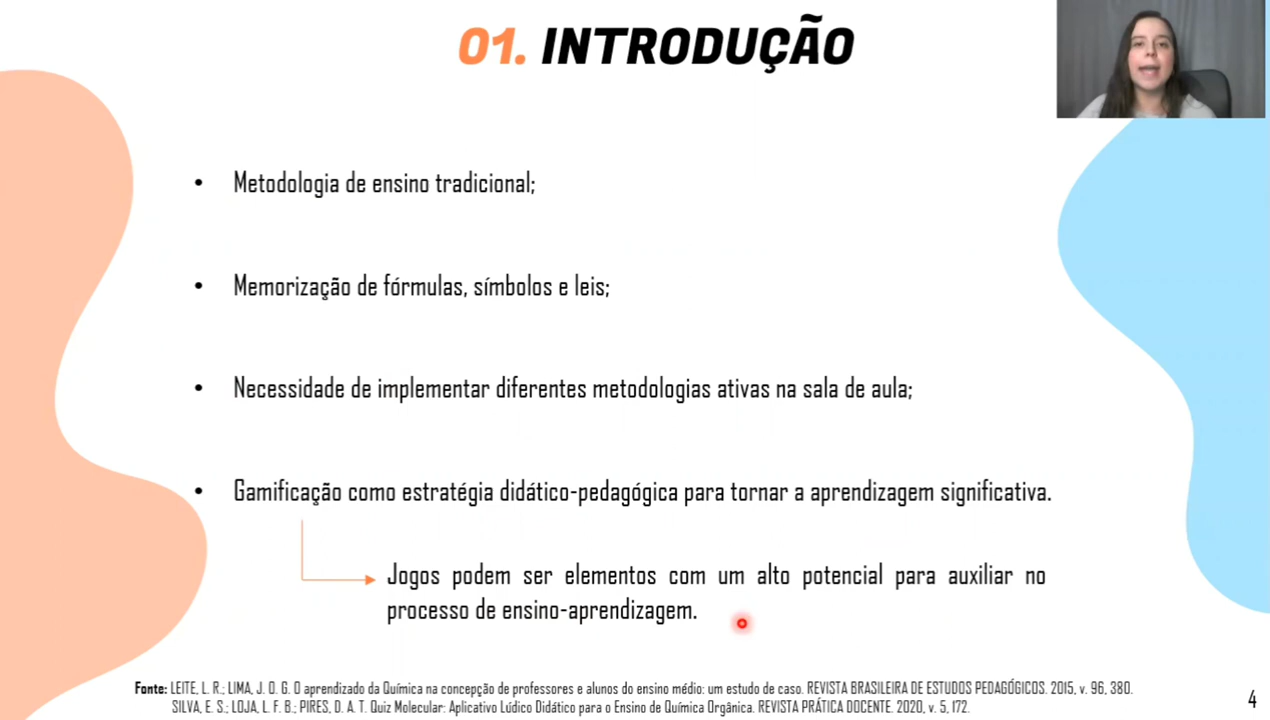 01. INTRODUÇÃO
• Metodologia de ensino tradicional;
• Memorização de fórmulas, símbolos e leis;
• Necessidade de implementar diferentes metodologias ativas na sala de aula;
• Gamificação como estratégia didático-pedagógica para tornar a aprendizagem significativa.
Jogos podem ser elementos com um alto potencial para auxiliar no
processo de ensino-aprendizagem.
Fonte: LEITE, L. R.; LIMA, J. O. G. O aprendizado da Química na concepção de professores e alunos do ensino médio: um estudo de caso. REVISTA BRASILEIRA DE ESTUDOS PEDAGÓGICOS. 2015, v. 96, 380.
SILVA, E. S.; LOJA, L. F. B.; PIRES, D. A. T. Quiz Molecular: Aplicativo Lúdico Didático para o Ensino de Química Orgânica. REVISTA PRÁTICA DOCENTE. 2020, v. 5, 172.
4